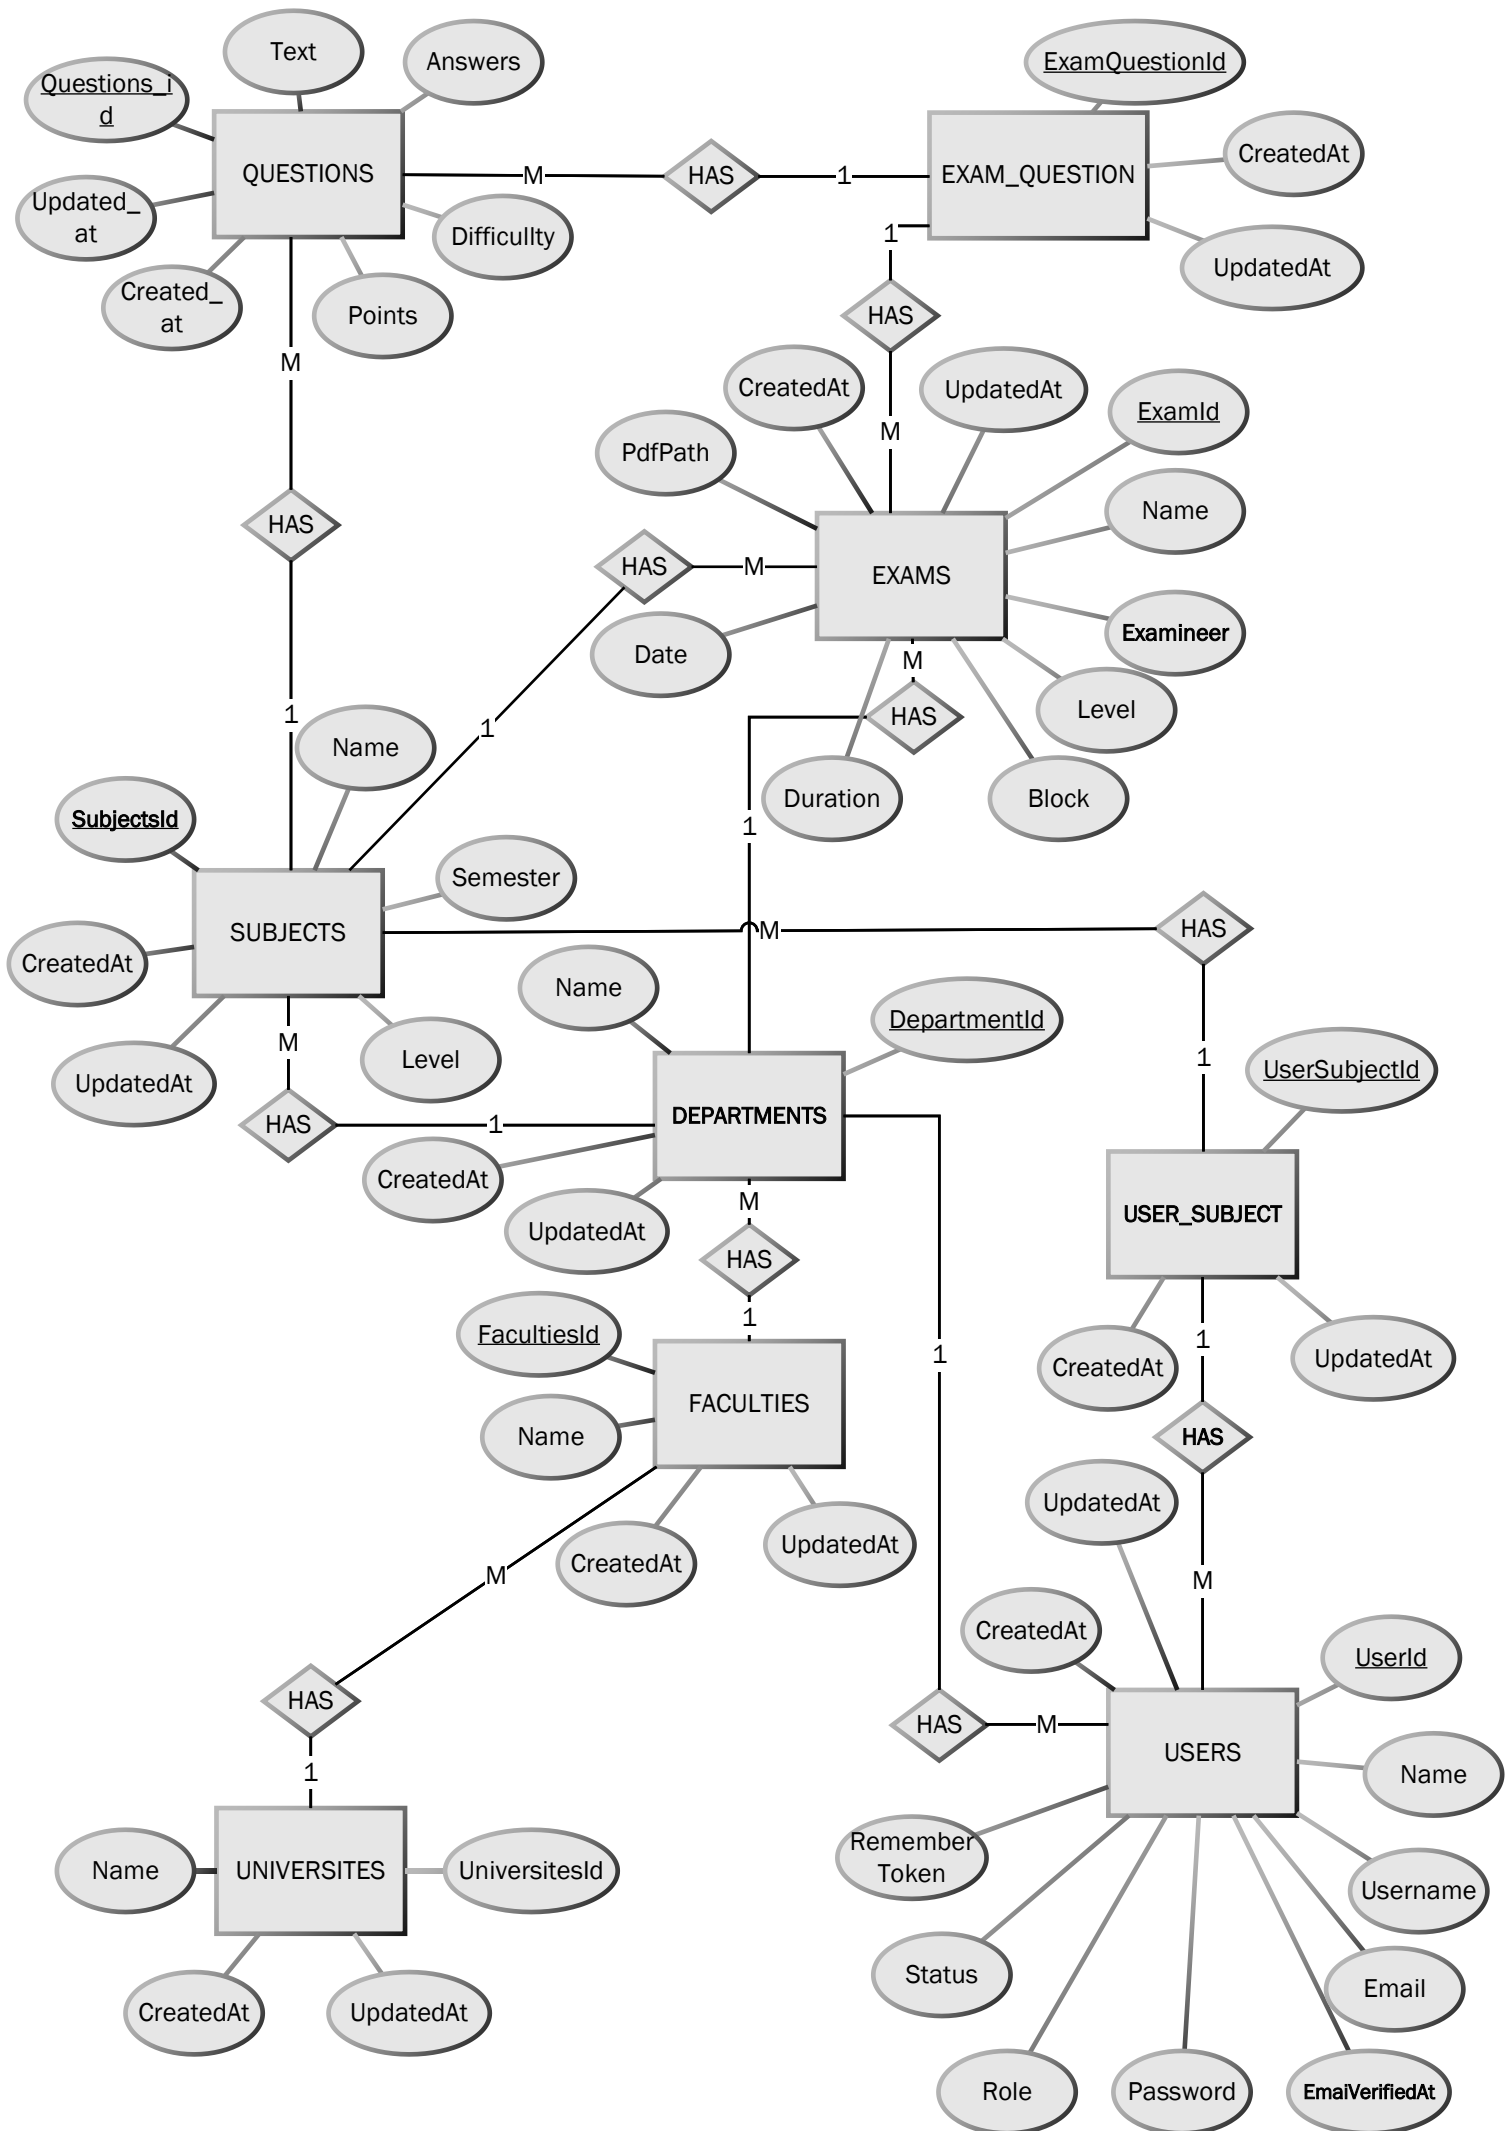 Text
Answers
ExamQuestionId
Questions_i
d
CreatedAt
QUESTIONS
M
HAS
1
EXAM_QUESTION
Updated_
at
Difficullty
1
UpdatedAt
Created_
at
Points
HAS
M
CreatedAt
UpdatedAt
ExamId
M
PdfPath
Name
HAS
HAS
M
EXAMS
Examineer
Date
M
Level
HAS
1
1
Name
Duration
Block
SubjectsId
1
Semester
SUBJECTS
M
HAS
CreatedAt
Name
DepartmentId
M
Level
1
UserSubjectId
UpdatedAt
HAS
1
DEPARTMENTS
CreatedAt
M
USER_SUBJECT
UpdatedAt
HAS
1
FacultiesId
1
1
UpdatedAt
CreatedAt
FACULTIES
Name
HAS
UpdatedAt
UpdatedAt
CreatedAt
M
M
CreatedAt
UserId
HAS
HAS
M
USERS
1
Name
Remember
Token
Name
UNIVERSITES
UniversitesId
Username
Status
Email
CreatedAt
UpdatedAt
Role
Password
EmaiVerifiedAt